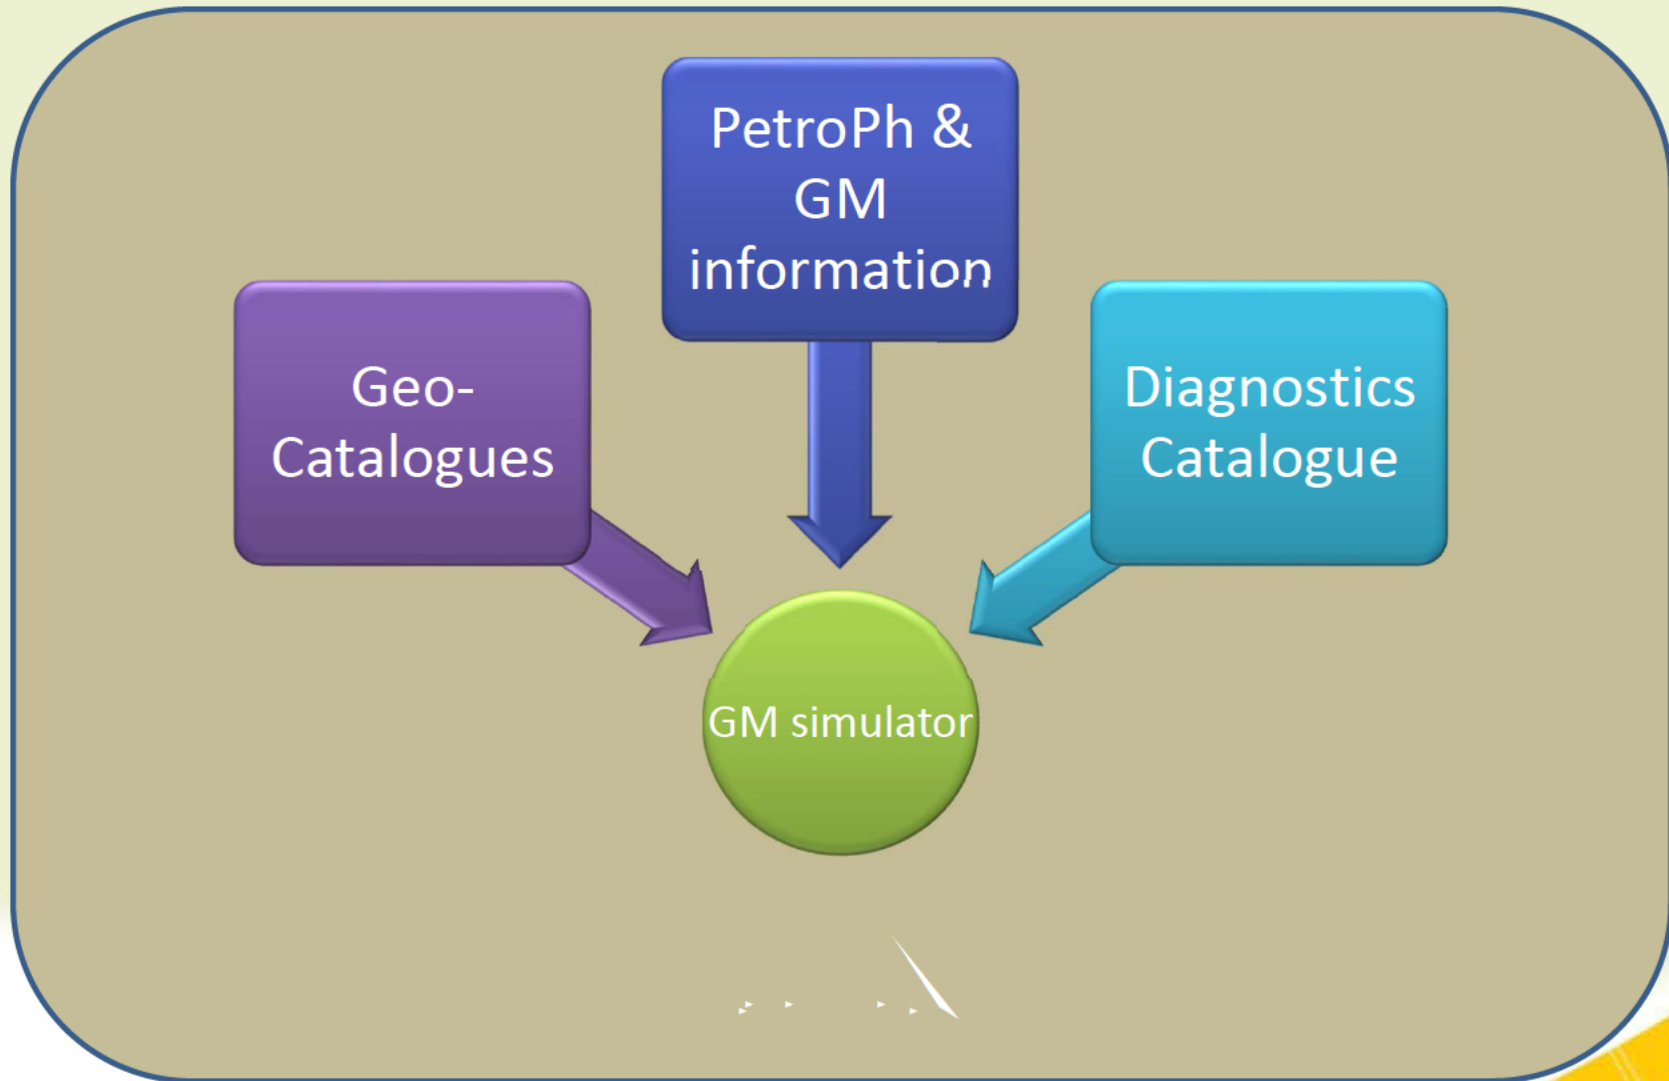 PetroPh &
GM
information
Geo-
Catalogues
Diagnostics
Catalogue
GM simulator